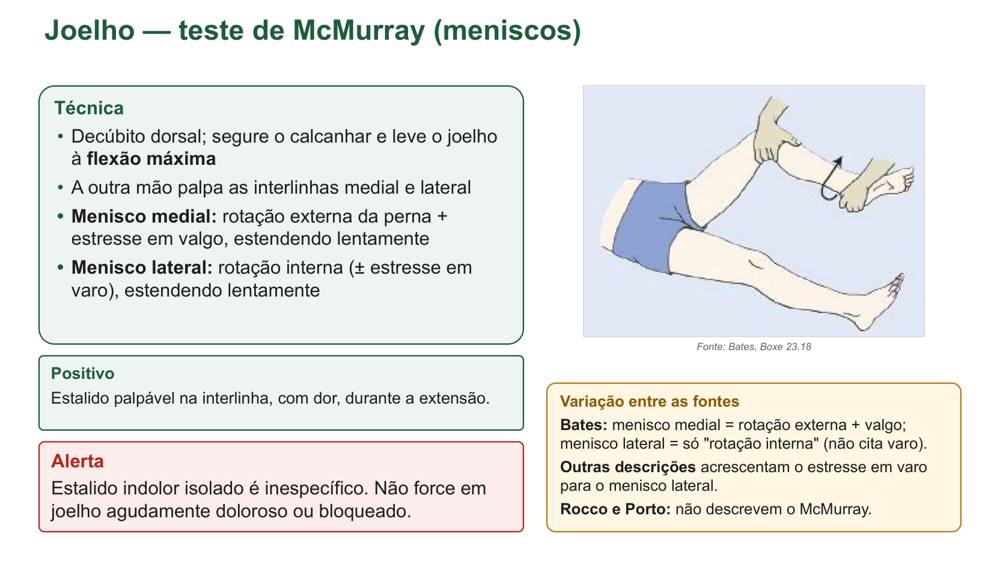 Joelho — teste de McMurray (meniscos)
Técnica
• Decúbito dorsal; segure o calcanhar e leve o joelho
à flexão máxima
• A outra mão palpa as interlinhas medial e lateral
• Menisco medial: rotação externa da perna +
estresse em valgo, estendendo lentamente
• Menisco lateral: rotação interna (± estresse em
varo), estendendo lentamente
Positivo
Estalido palpável na interlinha, com dor, durante a extensão.
Alerta
Estalido indolor isolado é inespecífico. Não force em
joelho agudamente doloroso ou bloqueado.
Fonte: Bates, Boxe 23.18
Variação entre as fontes
Bates: menisco medial = rotação externa + valgo;
menisco lateral = só "rotação interna" (não cita varo).
Outras descrições acrescentam o estresse em varo
para o menisco lateral.
Rocco e Porto: não descrevem o McMurray.